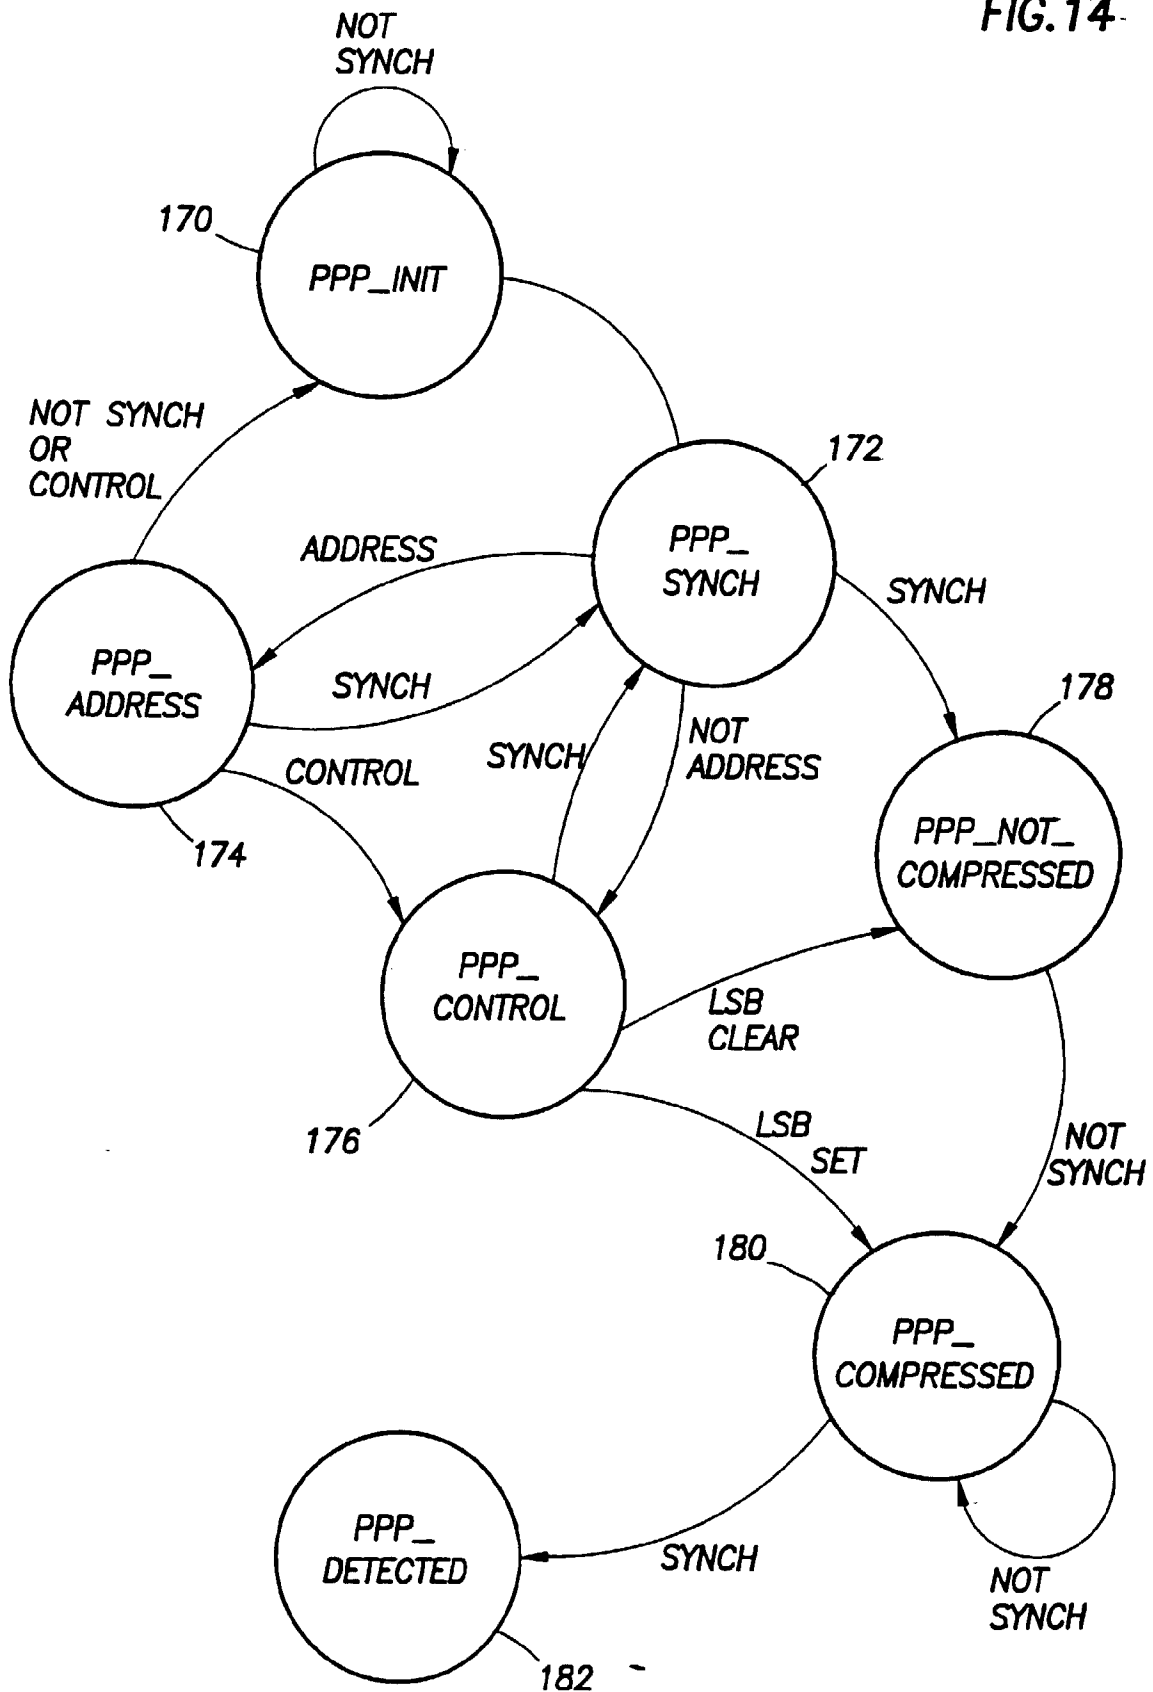 FIG.14
NOT
SYNCH
170
PPP_INIT
NOT SYNCH
OR
CONTROL
172
PPP_
SYNCH
ADDRESS
SYNCH
PPP_
ADDRESS
SYNCH
178
NOT
ADDRESS
SYNCH
CONTROL
174
PPP_NOT_
COMPRESSED
PPP_
CONTROL
LSB
CLEAR
176
LSB
SET
NOT
SYNCH
180
PPP_
COMPRESSED
PPP_
DETECTED
SYNCH
NOT
SYNCH
182